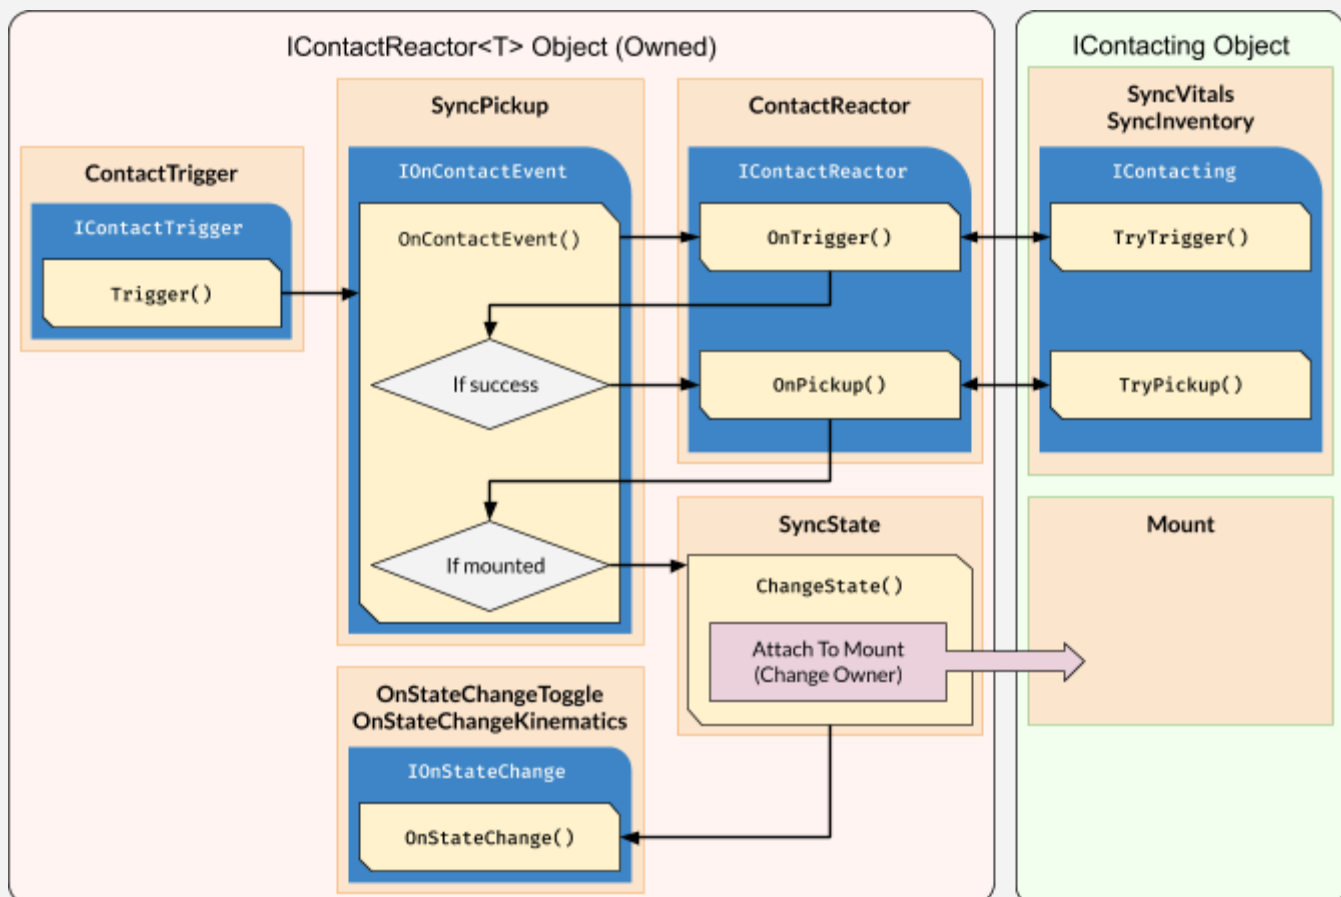 IContactReactor<T> Object (Owned)
ContactTrigger
IContactTrigger
Trigger()
SyncPickup
IOnContactEvent
OnContactEvent()
If success
If mounted
ContactReactor
IContactReactor
OnTrigger()
OnPickup()
SyncState
ChangeState()
Attach To Mount
(Change Owner)
OnStateChangeToggle
OnStateChangeKinematics
IOnStateChange
OnStateChange()
IContacting Object
SyncVitals
SyncInventory
IContacting
TryTrigger()
TryPickup()
Mount